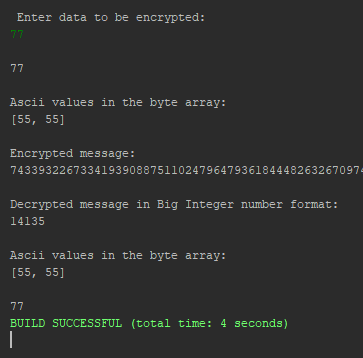 Enter data to be encrypted:
77
77
Ascii values in the byte array:
[55, 55]
Encrypted message:
743393226733419390887511024796479361844482632670974
Decrypted message in Big Integer number format:
14135
Ascii values in the byte array:
[55, 55]
77
BUILD SUCCESSFUL (total time: 4 seconds)